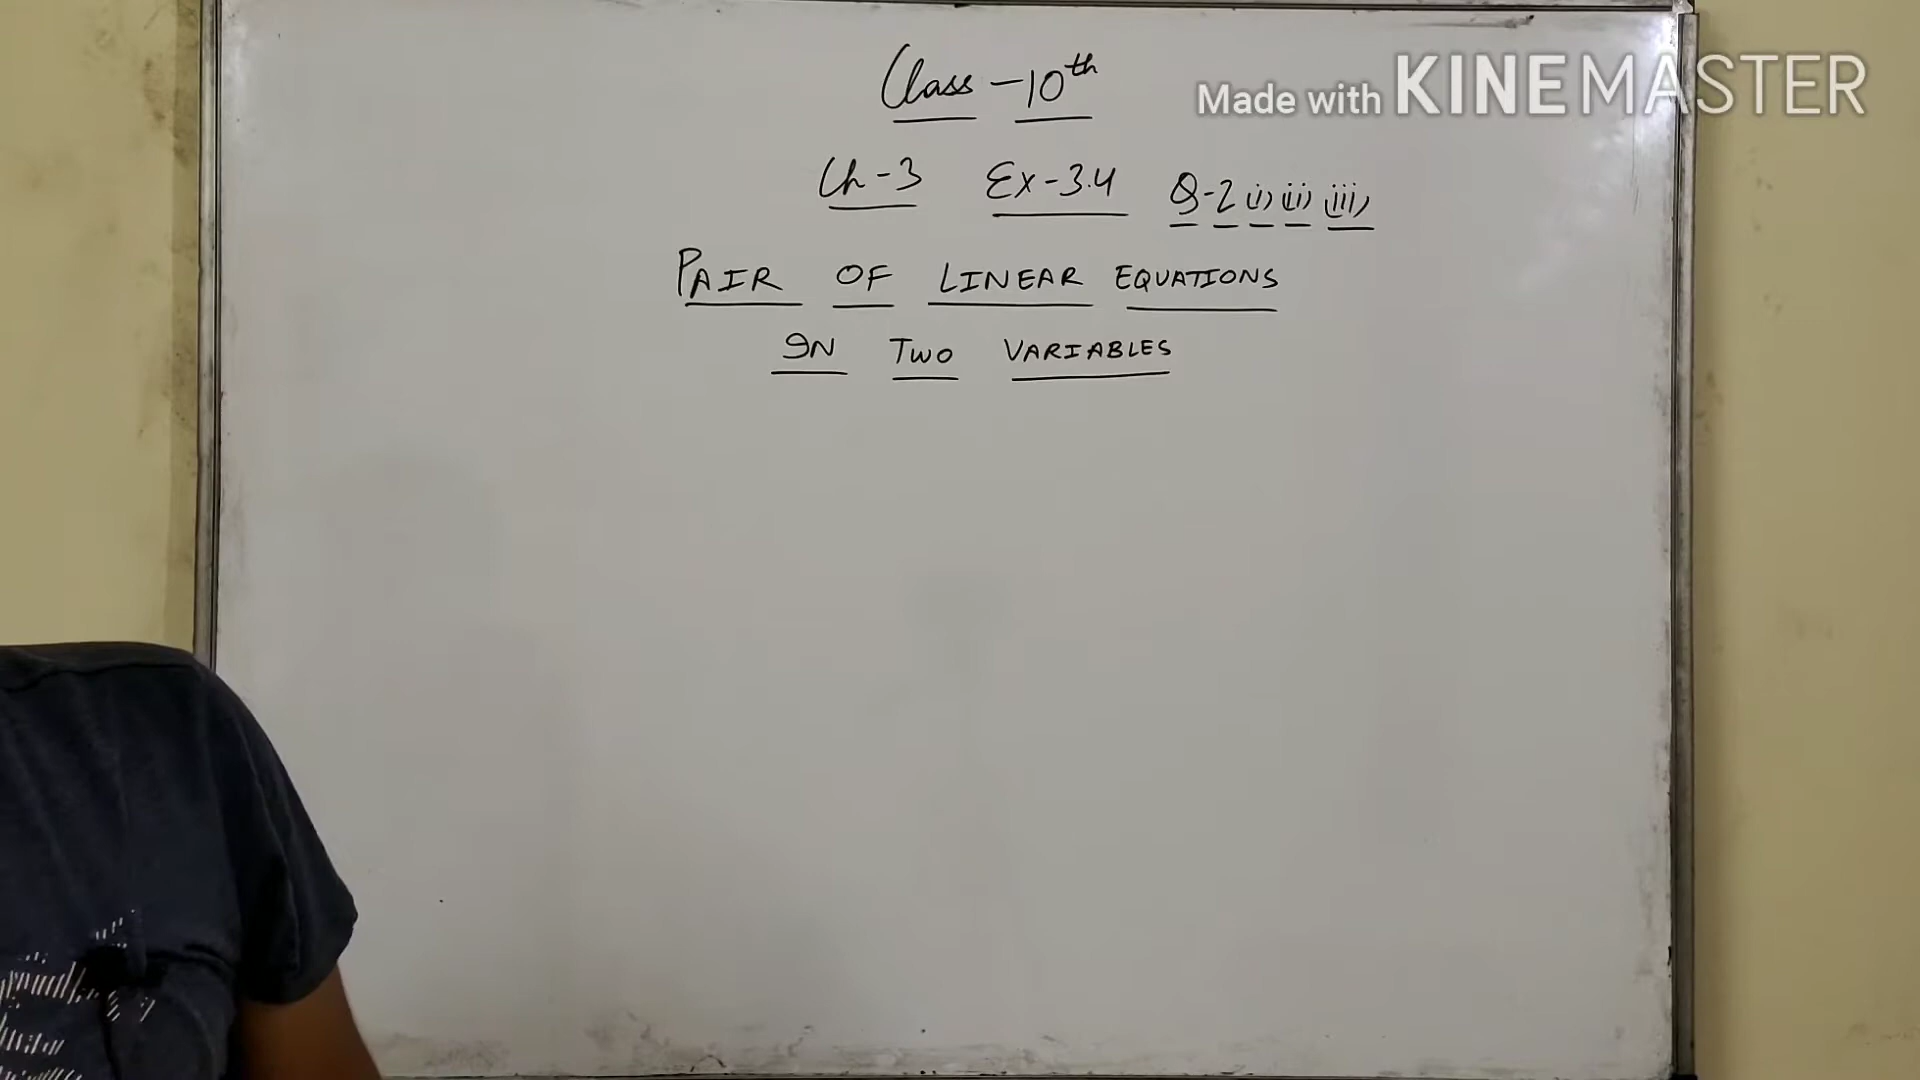 Class - 10th
Made with KINEMASTER
Ch-3 Ex-3.4 Q-2 i) ii) iii)
PAIR OF LINEAR EQUATIONS
IN TWO VARIABLES